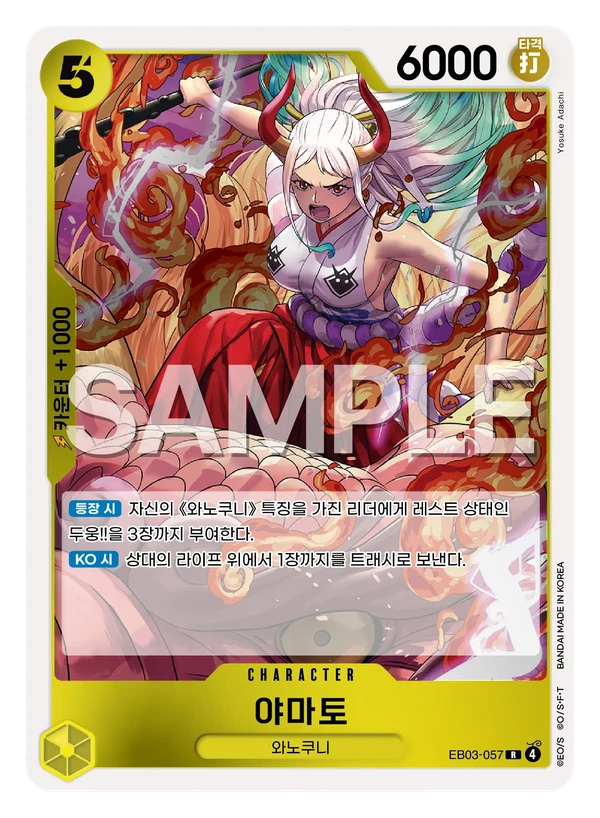 5
6000
타격
打
Yosuke Adachi
카운터 +1000
SAMPLE
등장 시 자신의 《와노쿠니》 특징을 가진 리더에게 레스트 상태인
두웅!!을 3장까지 부여한다.
KO 시 상대의 라이프 위에서 1장까지를 트래시로 보낸다.
CHARACTER
야마토
와노쿠니
EB03-057 R 4
©EO/S ©O/S·F·T BANDAI MADE IN KOREA